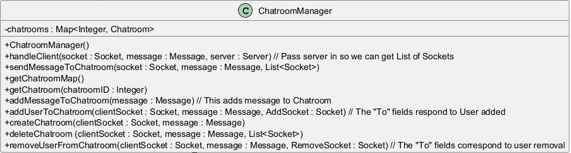 C ChatroomManager
-chatrooms : Map<Integer, Chatroom>
+ChatroomManager()
+handleClient(socket : Socket, message : Message, server : Server) // Pass server in so we can get List of Sockets
+sendMessageToChatroom(socket : Socket, message : Message, List<Socket>)
+getChatroomMap()
+getChatroom(chatroomID : Integer)
+addMessageToChatroom(message : Message) // This adds message to Chatroom
+addUserToChatroom(clientSocket : Socket, message : Message, AddSocket : Socket) // The "To" fields respond to User added
+createChatroom(clientSocket : Socket, message : Message)
+deleteChatroom (clientSocket : Socket, message : Message, List<Socket>)
+removeUserFromChatroom(clientSocket : Socket, message : Message, RemoveSocket : Socket) // The "To" fields correspond to user removal